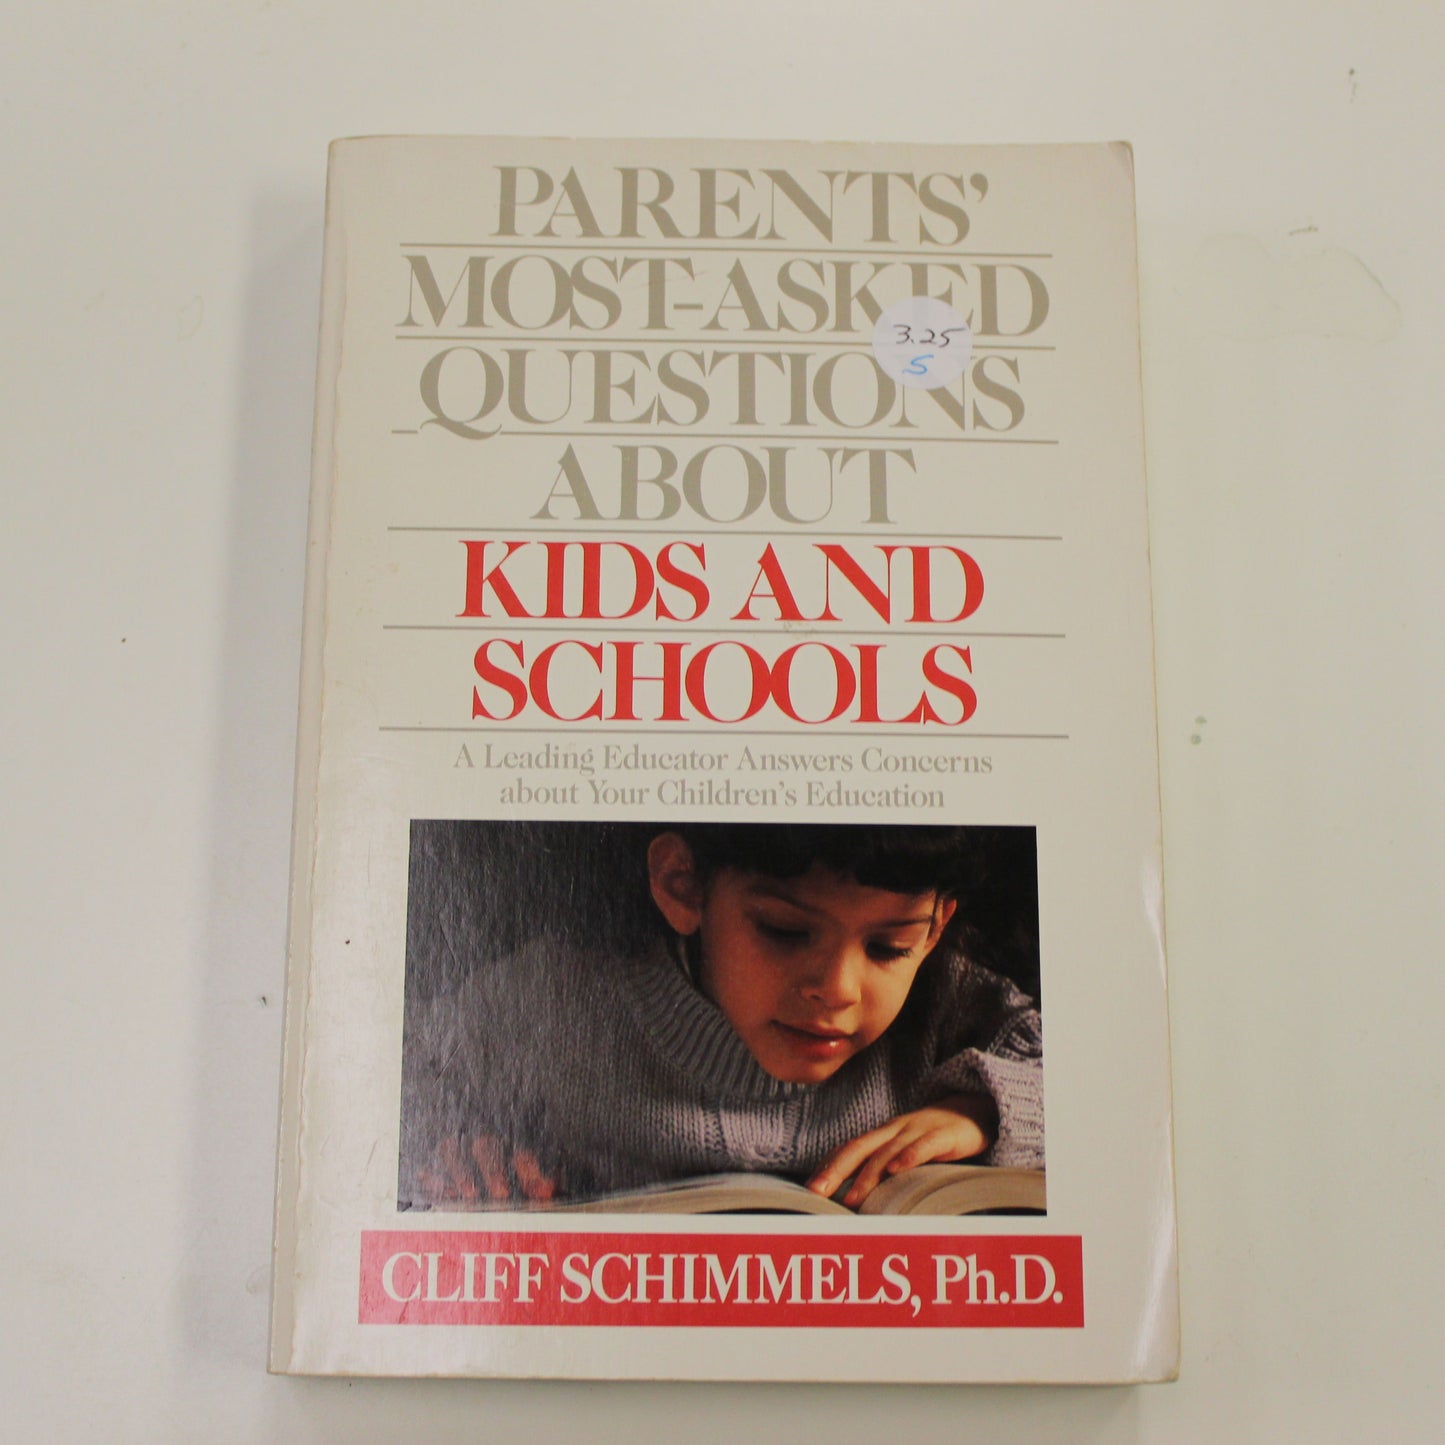 PARENTS'
MOST-ASKED
QUESTIONS
ABOUT
KIDS AND
SCHOOLS
3.25
S
A Leading Educator Answers Concerns
about Your Children's Education
CLIFF SCHIMMELS, Ph.D.